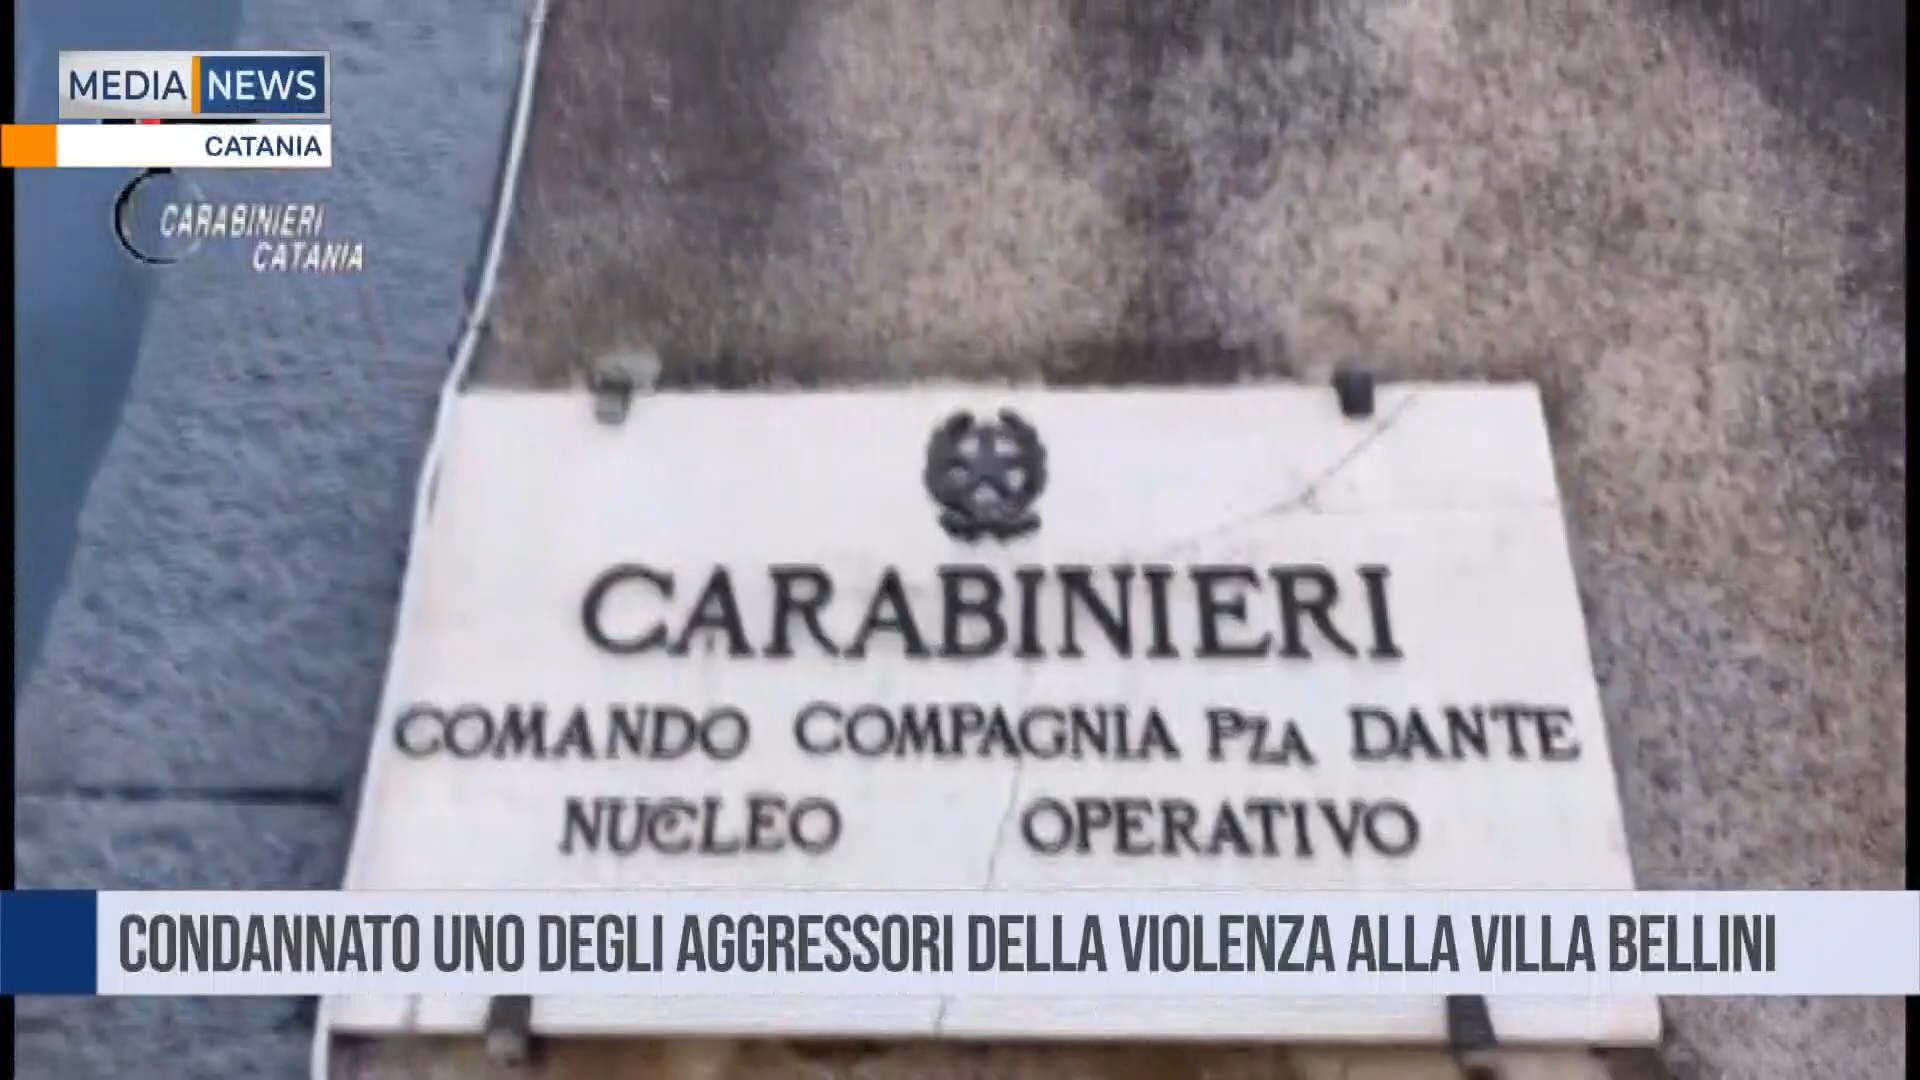 MEDIA NEWS
CATANIA
CARABINIERI
CATANIA
CARABINIERI
COMANDO COMPAGNIA PZA DANTE
NUCLEO OPERATIVO
CONDANNATO UNO DEGLI AGGRESSORI DELLA VIOLENZA ALLA VILLA BELLINI